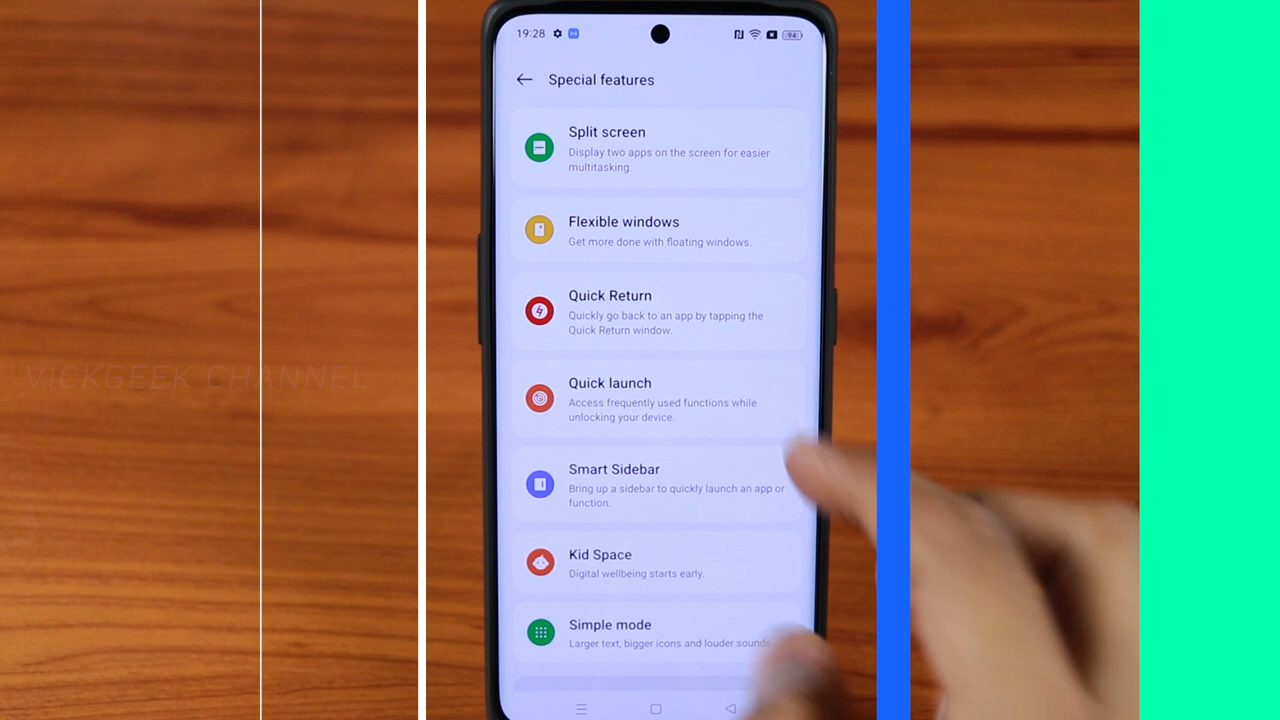 19:28
94
Special features
Split screen
Display two apps on the screen for easier
multitasking.
Flexible windows
Get more done with floating windows.
Quick Return
Quickly go back to an app by tapping the
Quick Return window.
Quick launch
Access frequently used functions while
unlocking your device.
Smart Sidebar
Bring up a sidebar to quickly launch an app or
function.
VICKGEEK CHANNEL
Kid Space
Digital wellbeing starts early.
Simple mode
Larger text, bigger icons and louder sounds